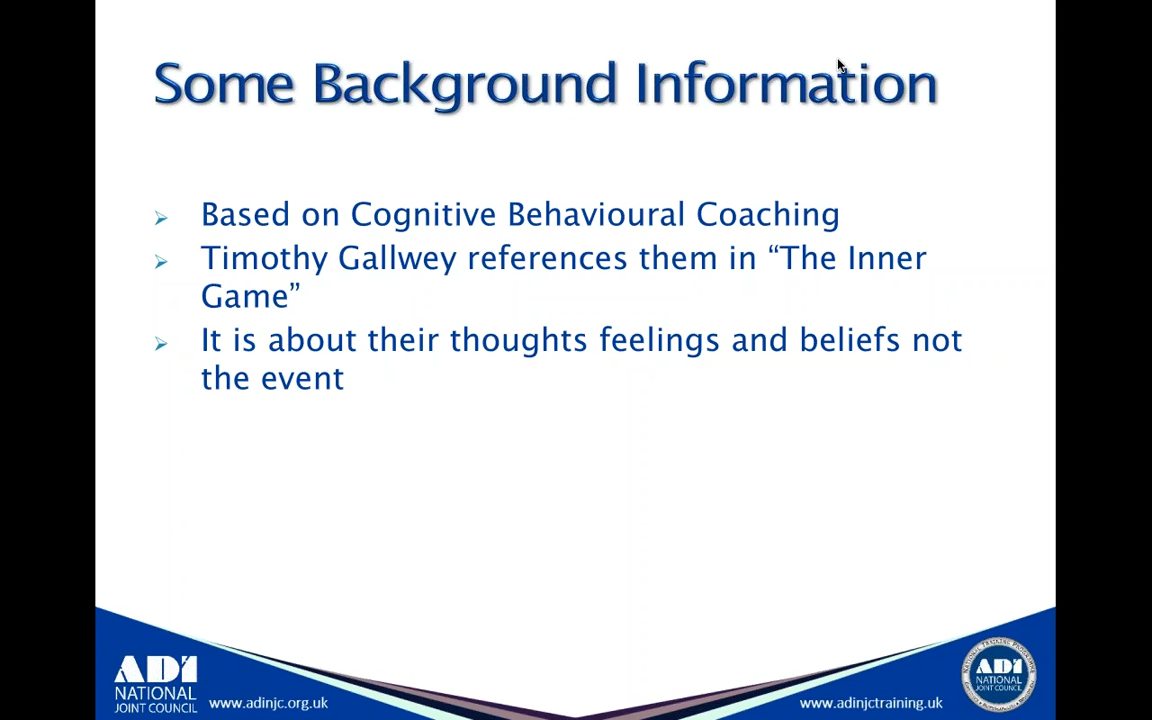 Some Background Information
Based on Cognitive Behavioural Coaching
Timothy Gallwey references them in “The Inner
Game”
It is about their thoughts feelings and beliefs not
the event
ADI
NATIONAL
JOINT COUNCIL
www.adinjc.org.uk
www.adinjctraining.uk
ADI
NATIONAL
JOINT COUNCIL